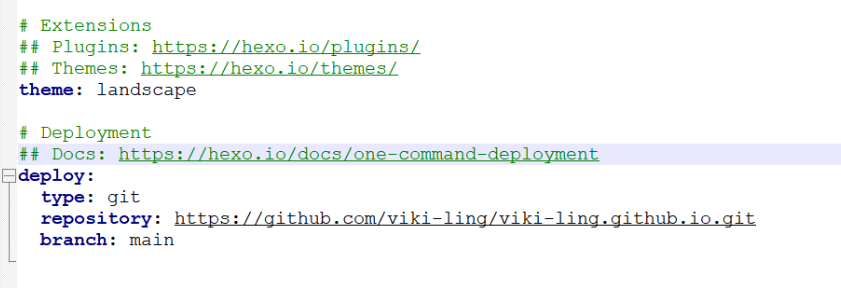 # Extensions
## Plugins: https://hexo.io/plugins/
## Themes: https://hexo.io/themes/
theme: landscape
# Deployment
## Docs: https://hexo.io/docs/one-command-deployment
deploy:
  type: git
  repository: https://github.com/viki-ling/viki-ling.github.io.git
  branch: main